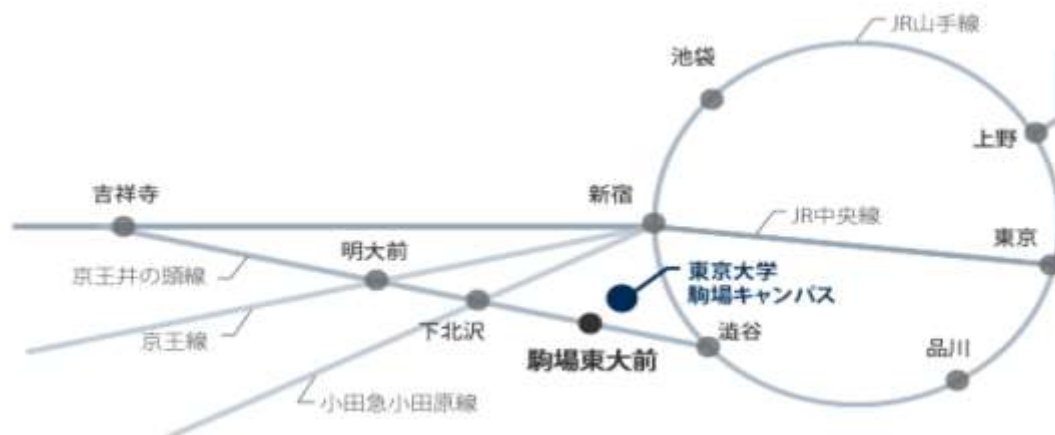 JR山手線
池袋
上野
吉祥寺
新宿
JR中央線
東京
明大前
京王井の頭線
東京大学
駒場キャンパス
下北沢
澁谷
京王線
駒場東大前
品川
小田急小田原線